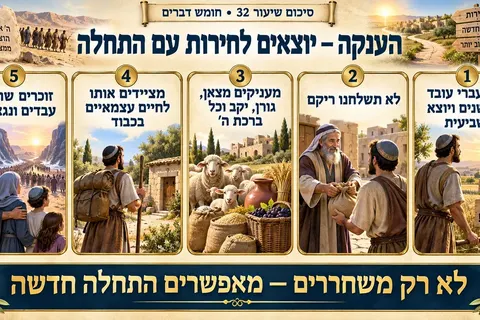 סיכום שיעור 32 • חומש דברים
הענקה – יוצאים לחירות עם התחלה
1
עברי עובד
שנים ויוצא
שביעית
2
לא תשלחנו ריקם
3
מעניקים מצאן,
גורן, יקב וכל
ברכת ה'
4
מציידים אותו
לחיים עצמאיים
בכבוד
5
זוכרים
עבדים
לא רק משחררים – מאפשרים התחלה חדשה